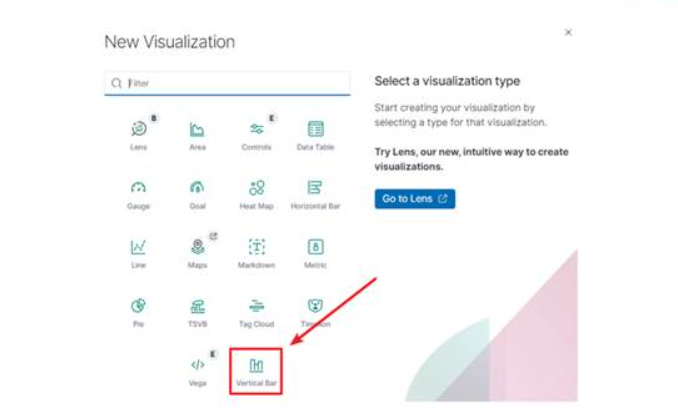 New Visualization
Filter
B
Lens
Area
E
Controls
Data Table
Gauge
Goal
Heat Map
Horizontal Bar
Line
Maps
T
Markdown
8
Metric
Pie
TSVB
Tag Cloud
E
Vega
Vertical Bar
Select a visualization type
Start creating your visualization by
selecting a type for that visualization.
Try Lens, our new, intuitive way to create
visualizations.
Go to Lens